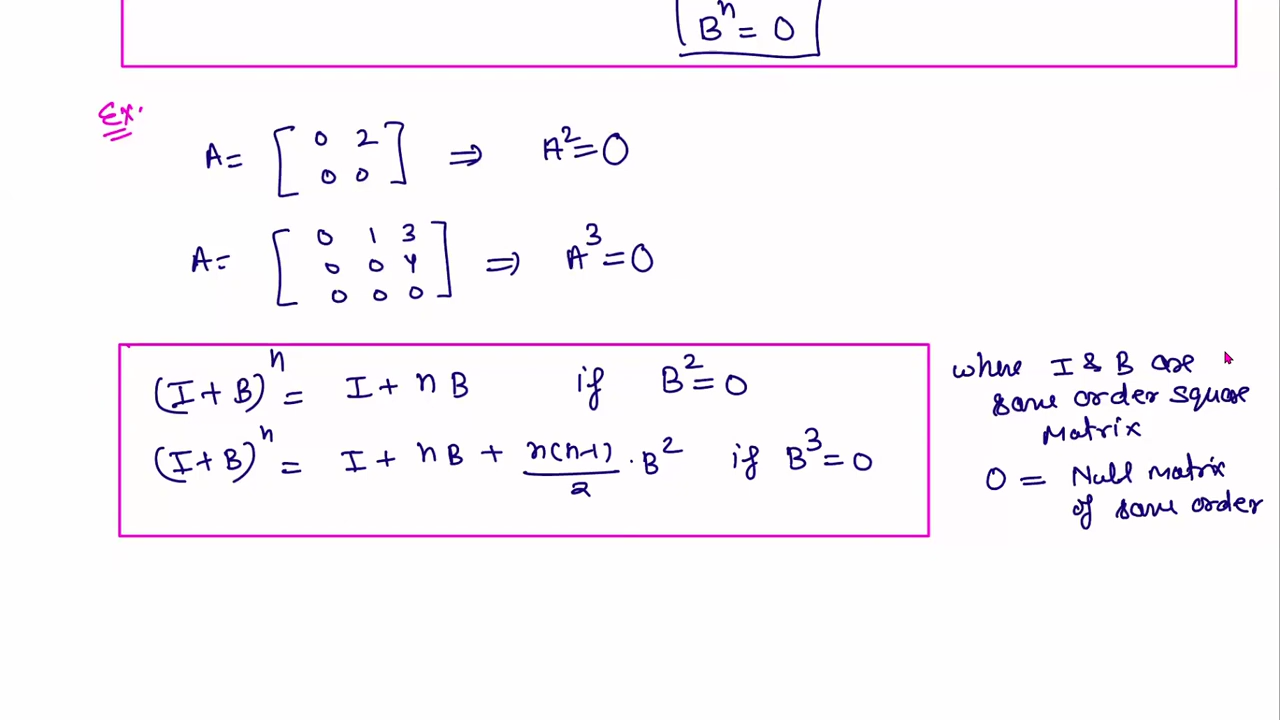 Bⁿ = 0
Ex.
A = [ 0 2 ⇒ A² = 0
0 0 ]
A = [ 0 1 3
0 0 4 ⇒ A³ = 0
0 0 0 ]
(I + B)ⁿ = I + nB if B² = 0
(I + B)ⁿ = I + nB + n(n-1)/2 · B² if B³ = 0
where I & B are
same order square
Matrix
0 = Null matrix
of same order